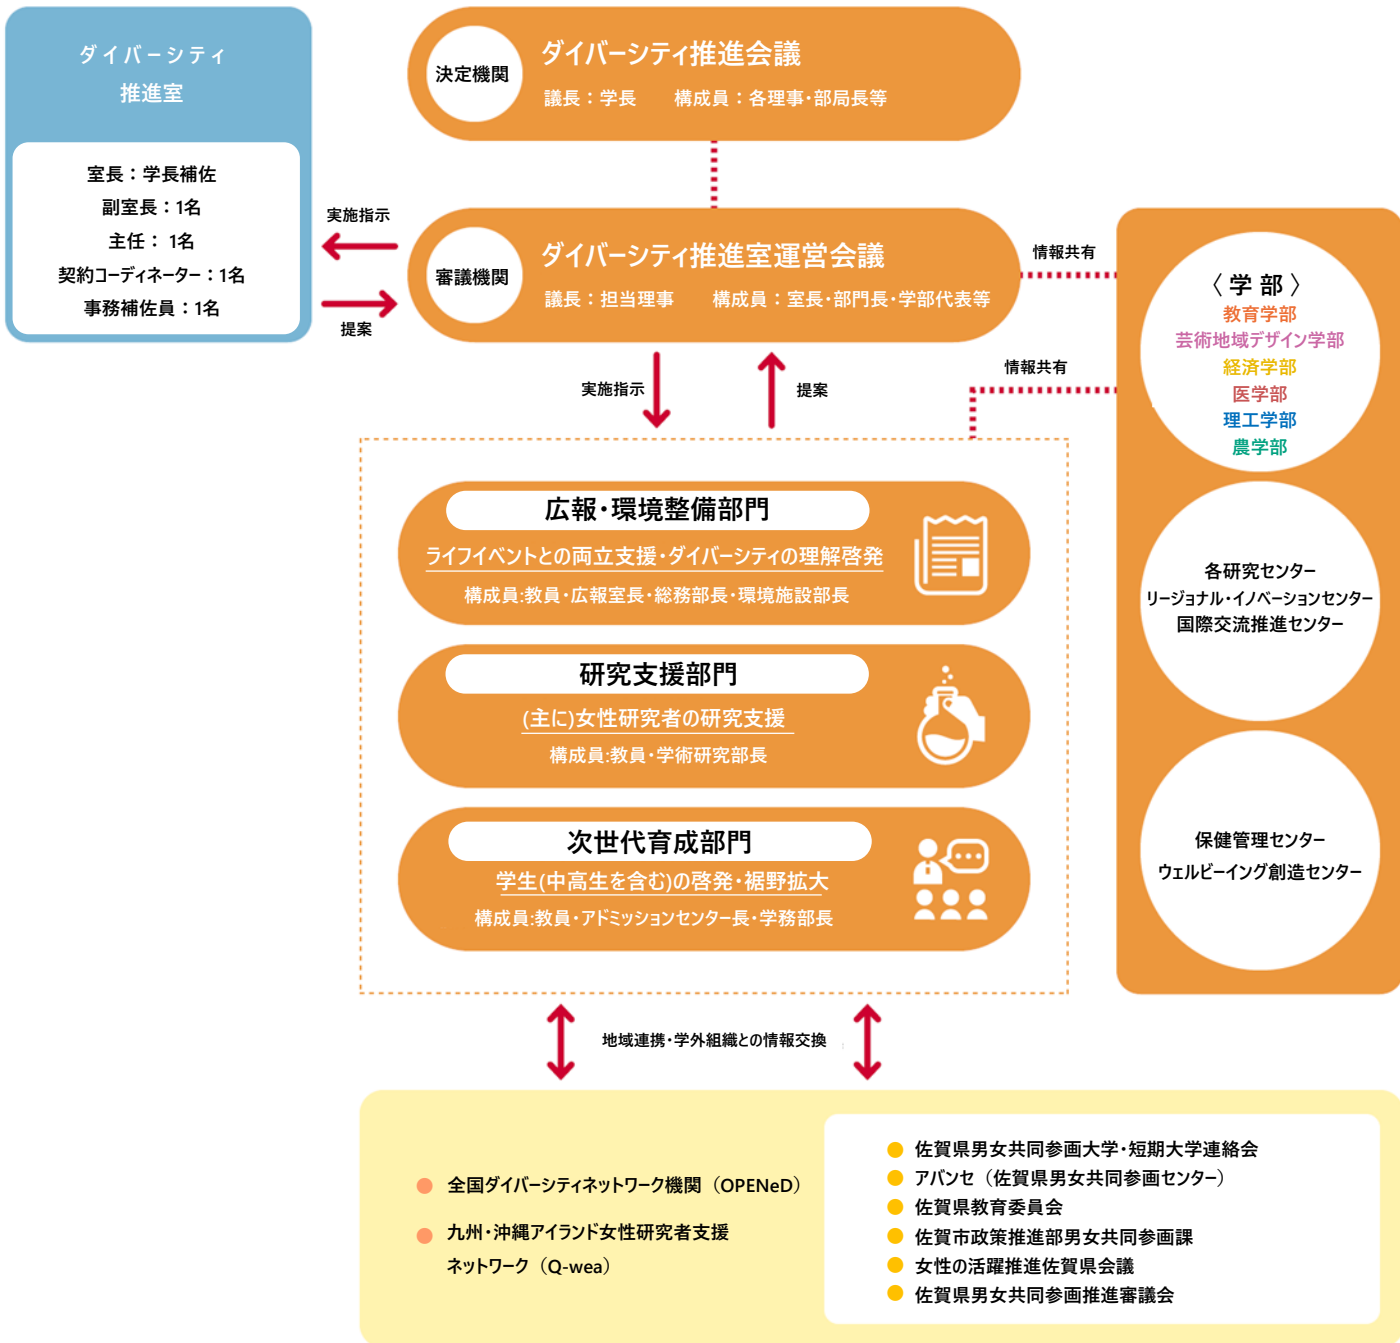 ダイバーシティ
推進室
室長：学長補佐
副室長：1名
主任： 1名
契約コーディネーター：1名
事務補佐員：1名
決定機関
ダイバーシティ推進会議
議長：学長　　構成員：各理事・部局長等
実施指示
提案
審議機関
ダイバーシティ推進室運営会議
議長：担当理事　　構成員：室長・部門長・学部代表等
情報共有
情報共有
実施指示
提案
〈 学 部 〉
教育学部
芸術地域デザイン学部
経済学部
医学部
理工学部
農学部
各研究センター
リージョナル・イノベーションセンター
国際交流推進センター
保健管理センター
ウェルビーイング創造センター
広報・環境整備部門
ライフイベントとの両立支援・ダイバーシティの理解啓発
構成員:教員・広報室長・総務部長・環境施設部長
研究支援部門
(主に)女性研究者の研究支援
構成員:教員・学術研究部長
次世代育成部門
学生(中高生を含む)の啓発・裾野拡大
構成員:教員・アドミッションセンター長・学務部長
地域連携・学外組織との情報交換
全国ダイバーシティネットワーク機関（OPENeD）
九州・沖縄アイランド女性研究者支援
ネットワーク（Q-wea）
佐賀県男女共同参画大学・短期大学連絡会
アバンセ（佐賀県男女共同参画センター）
佐賀県教育委員会
佐賀市政策推進部男女共同参画課
女性の活躍推進佐賀県会議
佐賀県男女共同参画推進審議会